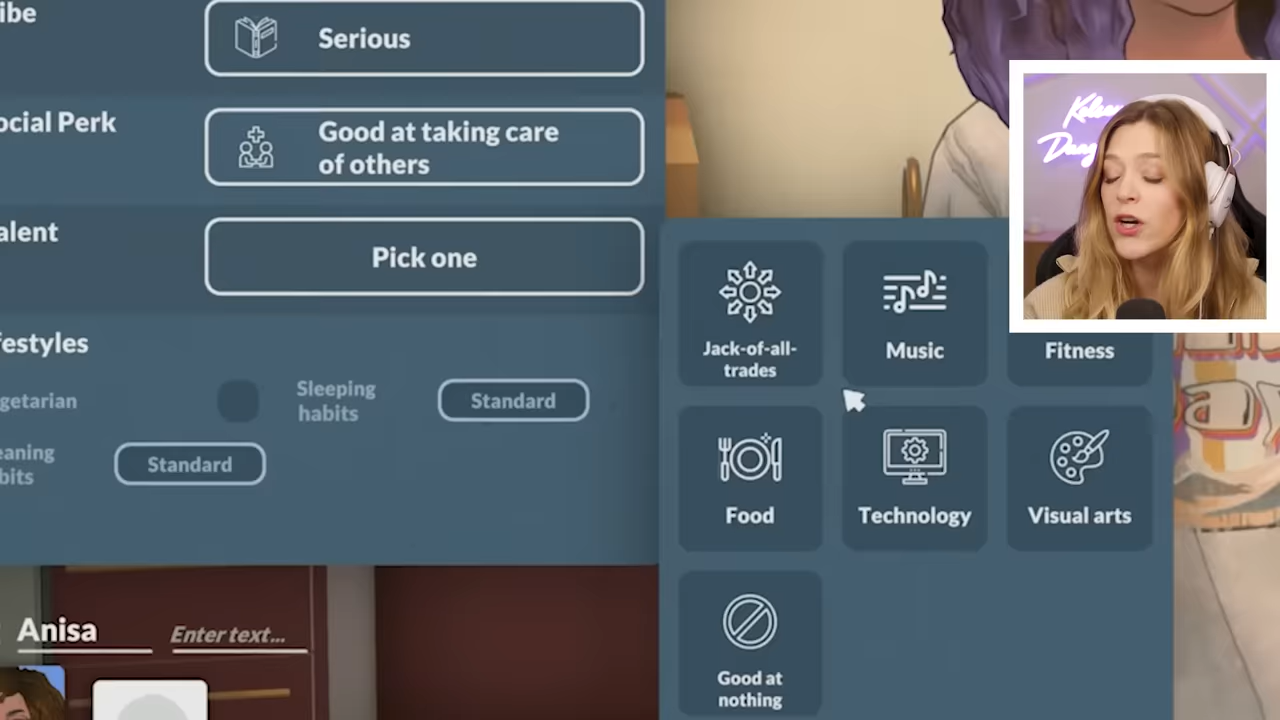 ibe
Serious
ocial Perk
Good at taking care
of others
alent
Pick one
festyles
getarian
Sleeping
habits
Standard
eaning
bits
Standard
Jack-of-all-
trades
Music
Fitness
Food
Technology
Visual arts
Good at
nothing
Anisa
Enter text...